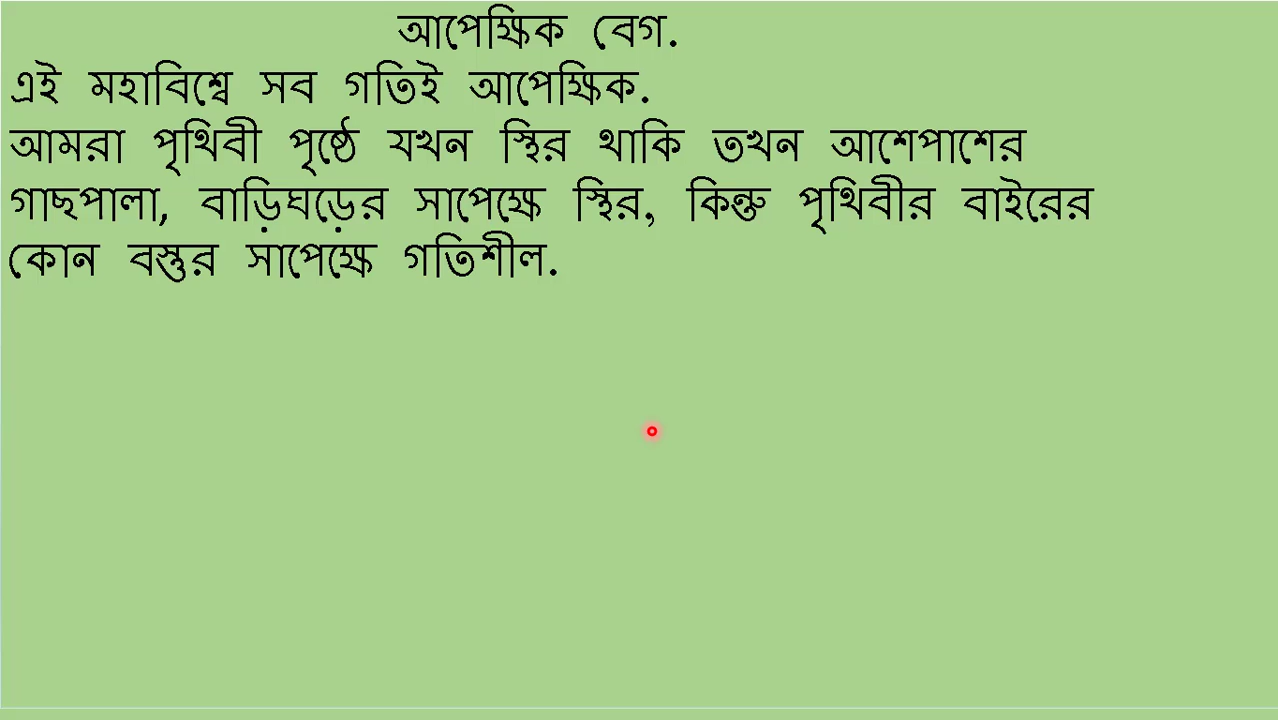 আপেক্ষিক বেগ.
এই মহাবিশ্বে সব গতিই আপেক্ষিক.
আমরা পৃথিবী পৃষ্ঠে যখন স্থির থাকি তখন আশেপাশের
গাছপালা, বাড়িঘড়ের সাপেক্ষে স্থির, কিন্তু পৃথিবীর বাইরের
কোন বস্তুর সাপেক্ষে গতিশীল.